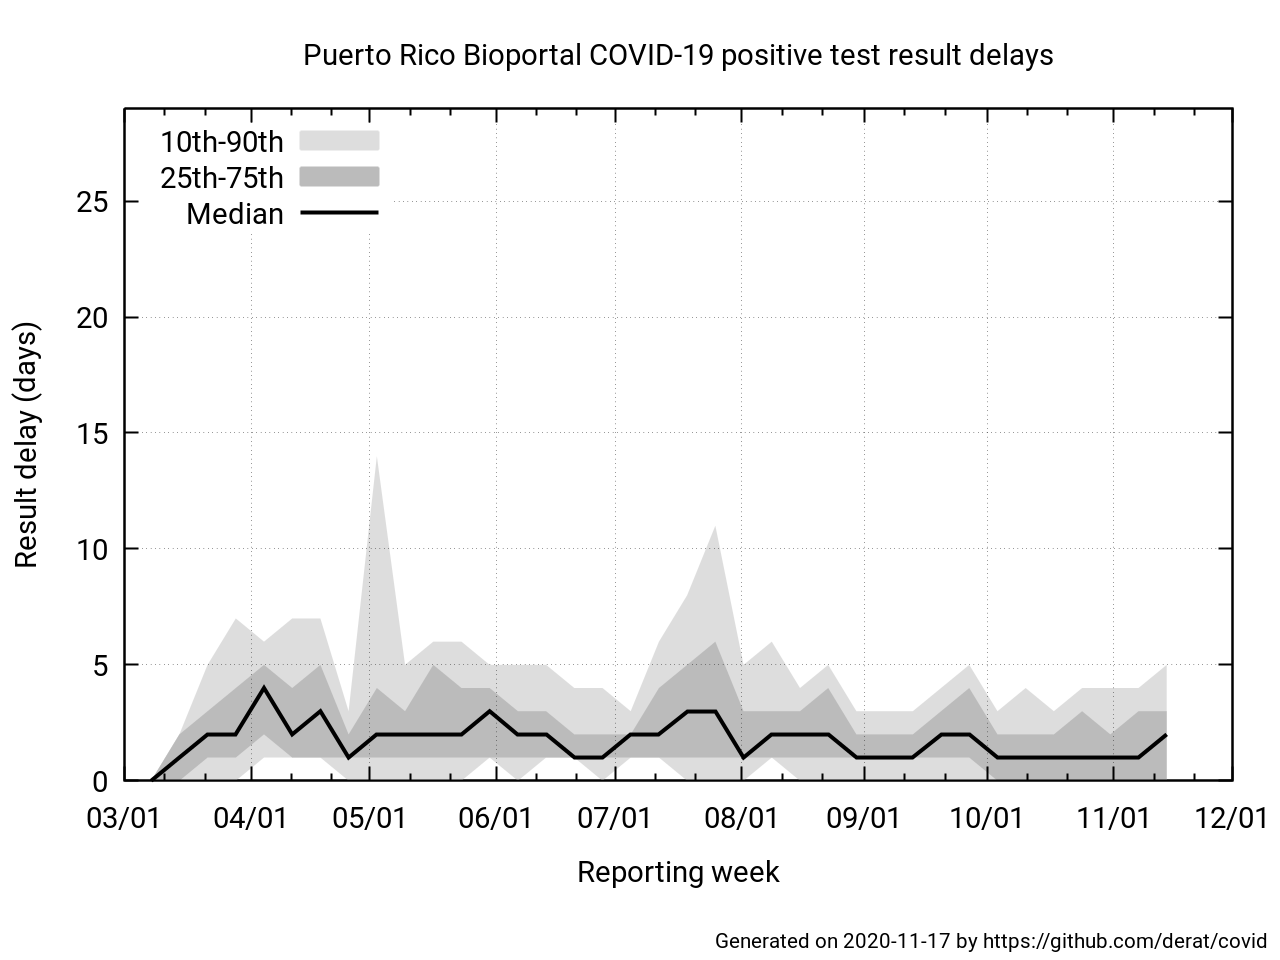 Puerto Rico Bioportal COVID-19 positive test result delays
10th-90th
25th-75th
Median
25
20
15
10
5
0
Result delay (days)
03/01 04/01 05/01 06/01 07/01 08/01 09/01 10/01 11/01 12/01
Reporting week
Generated on 2020-11-17 by https://github.com/derat/covid